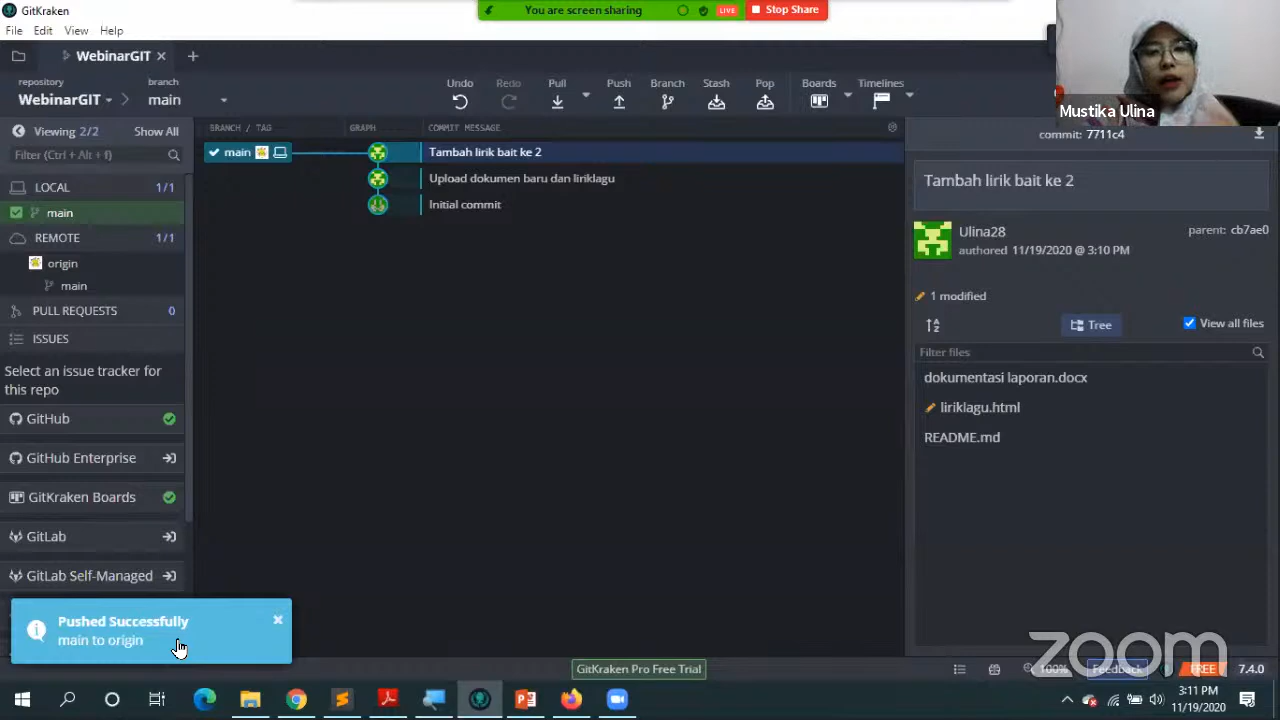 GitKraken
You are screen sharing
LIVE
Stop Share
File Edit View Help
WebinarGIT
repository
WebinarGIT
branch
main
Undo
Redo
Pull
Push
Branch
Stash
Pop
Boards
Timelines
Mustika Ulina
Viewing 2/2
Show All
Filter (Ctrl + Alt + f)
LOCAL 1/1
main
REMOTE 1/1
origin
main
PULL REQUESTS 0
ISSUES
Select an issue tracker for
this repo
GitHub
GitHub Enterprise
GitKraken Boards
GitLab
GitLab Self-Managed
Pushed Successfully
main to origin
BRANCH / TAG
GRAPH
COMMIT MESSAGE
main
Tambah lirik bait ke 2
Upload dokumen baru dan liriklagu
Initial commit
commit: 7711c4
Tambah lirik bait ke 2
Ulina28
parent: cb7ae0
authored 11/19/2020 @ 3:10 PM
1 modified
Tree
View all files
Filter files
dokumentasi laporan.docx
liriklagu.html
README.md
zoom
GitKraken Pro Free Trial
100%
Feedback
FREE
7.4.0
3:11 PM
11/19/2020